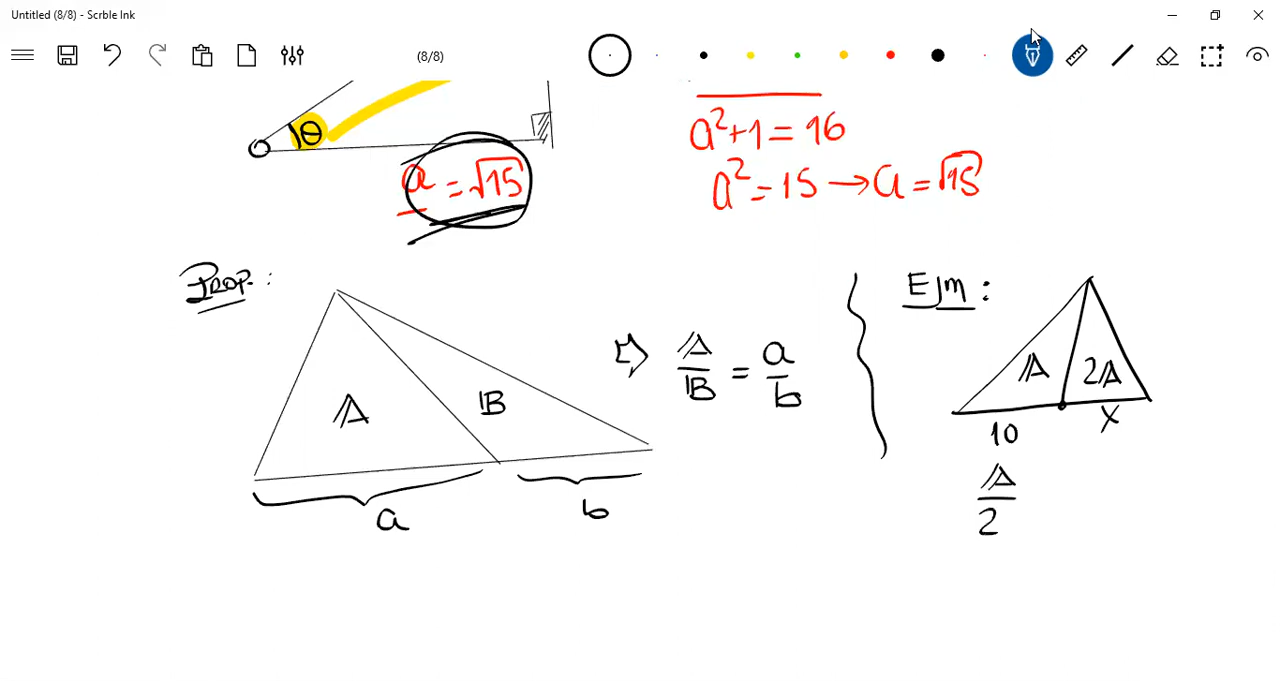 Untitled (8/8) - Scrble Ink
(8/8)
θ
a = √15
a² + 1 = 16
a² = 15 → a = √15
Prop. :
A
B
a
b
⇨ A/B = a/b
Ejm :
A
2A
10
x
A
2